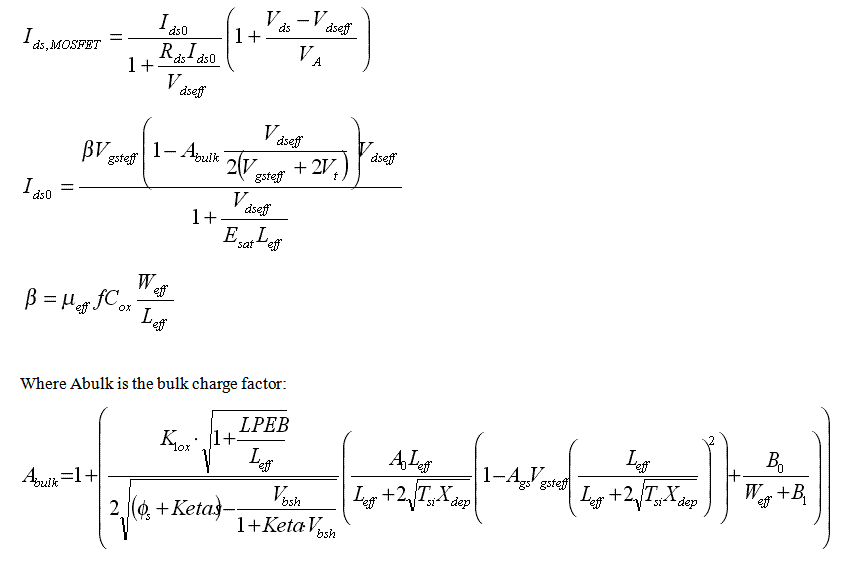 I_{ds,MOSFET} = \frac{I_{ds0}}{1+\frac{R_{ds}I_{ds0}}{V_{dseff}}}\left(1+\frac{V_{ds}-V_{dseff}}{V_A}\right)
I_{ds0} = \frac{\beta V_{gsteff}\left(1-A_{bulk}\frac{V_{dseff}}{2(V_{gsteff}+2V_t)}\right)V_{dseff}}{1+\frac{V_{dseff}}{E_{sat}L_{eff}}}
\beta = \mu_{eff} fC_{ox}\frac{W_{eff}}{L_{eff}}
Where Abulk is the bulk charge factor:
A_{bulk}=1+\left(\frac{K_{1ox}\cdot\sqrt{1+\frac{LPEB}{L_{eff}}}}{2\sqrt{(\phi_s+Ketas)-\frac{V_{bsh}}{1+Keta\cdot V_{bsh}}}}\left(\frac{A_0L_{eff}}{L_{eff}+2\sqrt{T_{si}X_{dep}}}\left(1-A_{gs}V_{gsteff}\left(\frac{L_{eff}}{L_{eff}+2\sqrt{T_{si}X_{dep}}}\right)^2\right)+\frac{B_0}{W_{eff}+B_1}\right)\right)